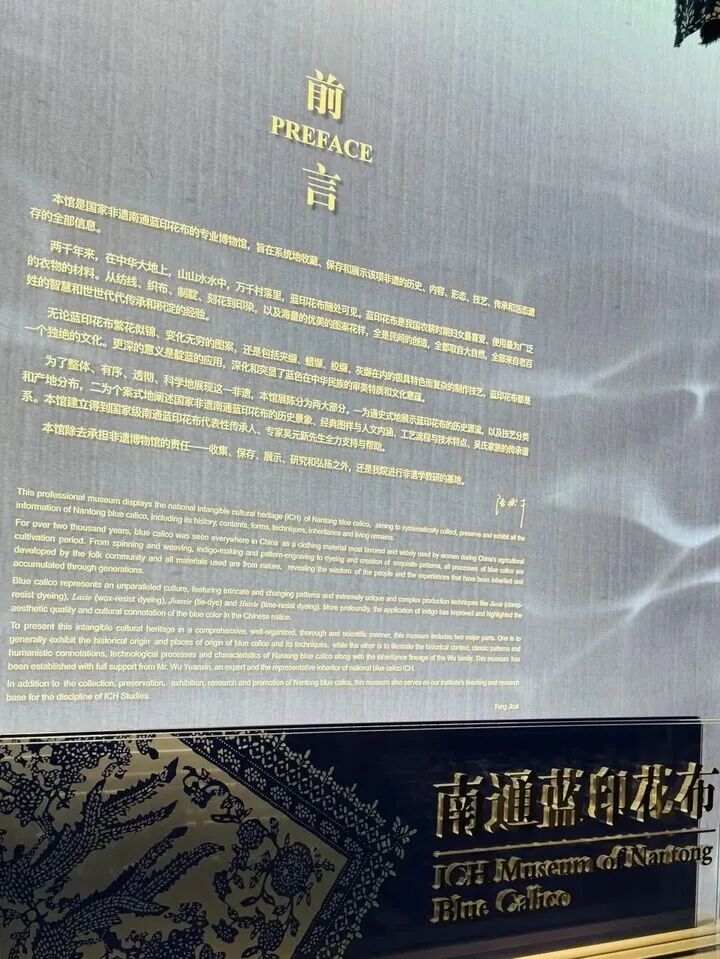 前
PREFACE
言
本馆是国家非遗南通蓝印花布的专业博物馆，旨在系统地收藏、保存和展示该项非遗的历史、内容、形态、技艺、传承和活态遗
存的全部信息。
两千年来，在中华大地上，山山水水中，万千村落里，蓝印花布随处可见。蓝印花布是我国农耕时期妇女最喜爱、使用最为广泛
的衣物的材料。从纺线、织布、制靛、刻花到印染，以及海量的优美的图案花样，全是民间的创造，全都取自大自然，全部来自老百
姓的智慧和世世代代传承和积淀的经验。
无论蓝印花布繁花似锦、变化无穷的图案，还是包括夹缬、蜡缬、绞缬、灰缬在内的极具特色而复杂的制作技艺，蓝印花布都是
一个独绝的文化。更深的意义是靛蓝的应用，深化和突显了蓝色在中华民族的审美特质和文化意蕴。
为了整体、有序、透彻、科学地展现这一非遗，本馆展陈分为两大部分。一为通史式地展示蓝印花布的历史源流，以及技艺分类
和产地分布，二为个案式地阐述国家非遗南通蓝印花布的历史景象、经典图样与人文内涵、工艺流程与技术特点、吴氏家族的传承谱
系。本馆建立得到国家级南通蓝印花布代表性传承人、专家吴元新先生全力支持与帮助。
本馆除去承担非遗博物馆的责任——收集、保存、展示、研究和弘扬之外，还是我院进行非遗学教研的基地。
This professional museum displays the national intangible cultural heritage (ICH) of Nantong blue calico, aiming to systematically collect, preserve and exhibit all the
information of Nantong blue calico, including its history, contents, forms, techniques, inheritance and living remains.
For over two thousand years, blue calico was seen everywhere in China as a clothing material most favored and widely used by women during China's agricultural
cultivation period. From spinning and weaving, indigo-making and pattern-engraving to dyeing and creation of exquisite patterns, all processes of blue calico are
developed by the folk community and all materials used are from nature, revealing the wisdom of the people and the experiences that have been inherited and
accumulated through generations.
Blue calico represents an unparalleled culture, featuring intricate and changing patterns and extremely unique and complex production techniques like Jiaxie (clamp-
resist dyeing), Laxie (wax-resist dyeing), Jiaoxie (tie-dye) and Huixie (lime-resist dyeing). More profoundly, the application of indigo has improved and highlighted the
aesthetic quality and cultural connotation of the blue color in the Chinese nation.
To present this intangible cultural heritage in a comprehensive, well-organized, thorough and scientific manner, this museum includes two major parts. One is to
generally exhibit the historical origin and places of origin of blue calico and its techniques, while the other is to illustrate the historical context, classic patterns and
humanistic connotations, technological processes and characteristics of Nantong blue calico along with the inheritance lineage of the Wu family. This museum has
been established with full support from Mr. Wu Yuanxin, an expert and the representative inheritor of national blue calico ICH.
In addition to the collection, preservation, exhibition, research and promotion of Nantong blue calico, this museum also serves as our institute's teaching and research
base for the discipline of ICH Studies.
Feng Jicai
南通蓝印花布
ICH Museum of Nantong
Blue Calico